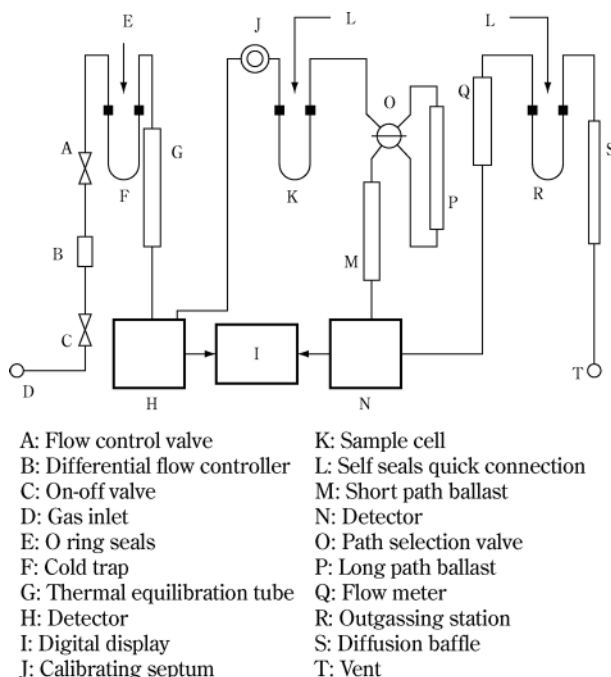 E
J
L
L
O
Q
A
G
S
F
K
P
R
B
M
C
I
D
T
H
N
A: Flow control valve
B: Differential flow controller
C: On-off valve
D: Gas inlet
E: O ring seals
F: Cold trap
G: Thermal equilibration tube
H: Detector
I: Digital display
J: Calibrating septum
K: Sample cell
L: Self seals quick connection
M: Short path ballast
N: Detector
O: Path selection valve
P: Long path ballast
Q: Flow meter
R: Outgassing station
S: Diffusion baffle
T: Vent